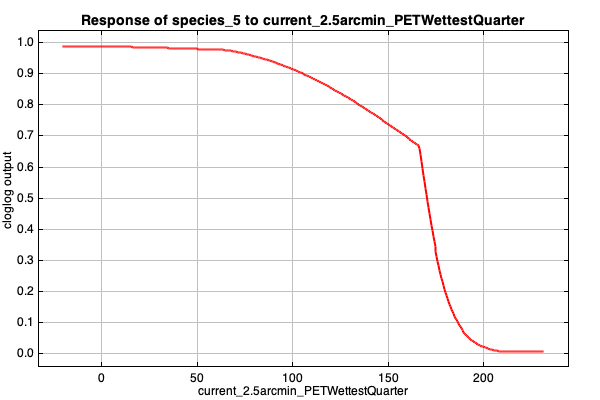 Response of species_5 to current_2.5arcmin_PETWettestQuarter
1.0
0.9
0.8
0.7
0.6
0.5
0.4
0.3
0.2
0.1
0.0
cloglog output
0 50 100 150 200
current_2.5arcmin_PETWettestQuarter